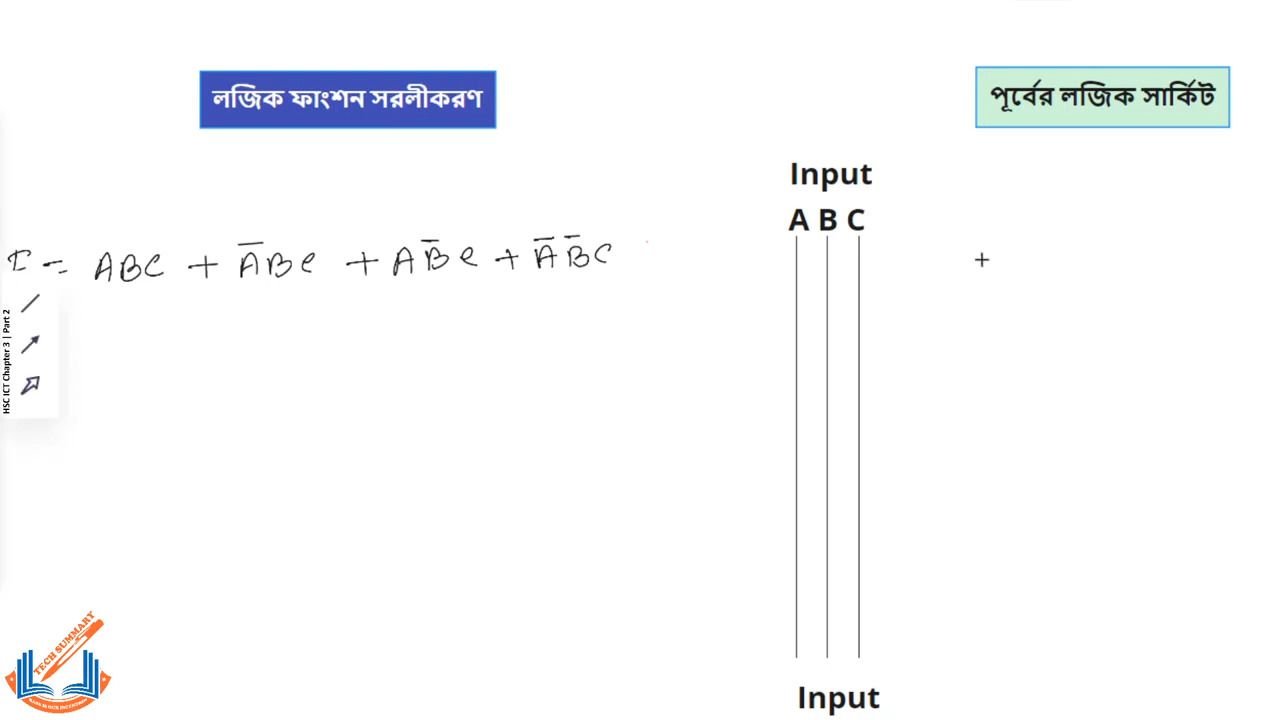 লজিক ফাংশন সরলীকরণ
পূর্বের লজিক সার্কিট
Input
A B C
I = ABC + A̅BC + AB̅C + A̅B̅C
+
HSC ICT Chapter 3 | Part 2
TECH SUMMARY
Input